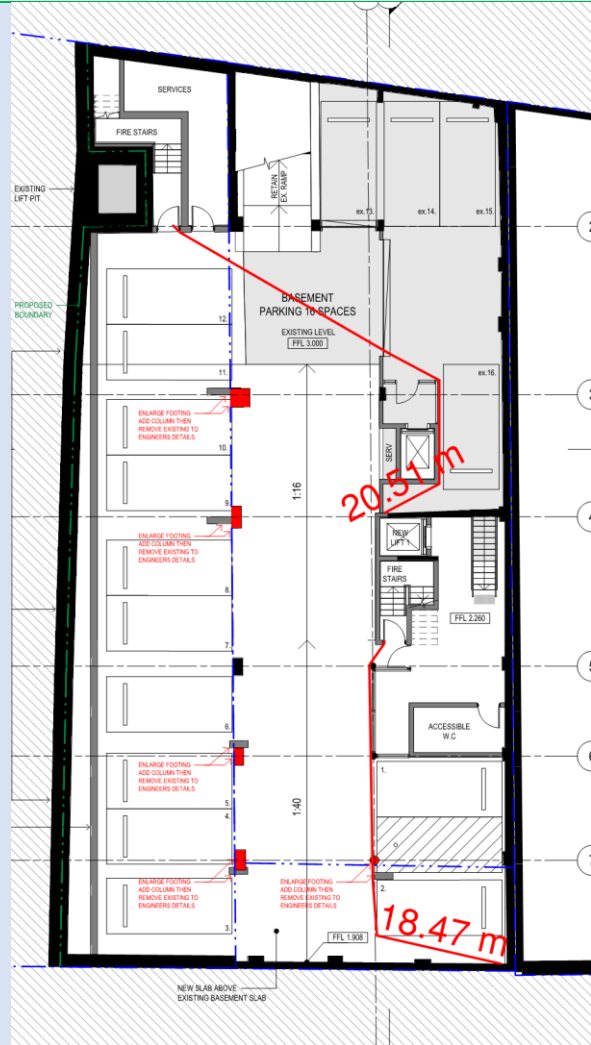 SERVICES
FIRE STAIRS
EXISTING
LIFT PIT
RETAIN
EX. RAMP
ex.13.
ex.14.
ex.15.
2
PROPOSED
BOUNDARY
BASEMENT
PARKING 16 SPACES
EXISTING LEVEL
FFL 3.000
12.
11.
ex.16.
3
ENLARGE FOOTING
ADD COLUMN THEN
REMOVE EXISTING TO
ENGINEERS DETAILS
10.
SERV
1:16
20.51 m
9.
4
NEW
LIFT 1
ENLARGE FOOTING
ADD COLUMN THEN
REMOVE EXISTING TO
ENGINEERS DETAILS
FIRE
STAIRS
8.
FFL 2.260
7.
5
6.
ACCESSIBLE
W.C
6
ENLARGE FOOTING
ADD COLUMN THEN
REMOVE EXISTING TO
ENGINEERS DETAILS
1.
5.
1:40
4.
7
ENLARGE FOOTING
ADD COLUMN THEN
REMOVE EXISTING TO
ENGINEERS DETAILS
ENLARGE FOOTING
ADD COLUMN THEN
REMOVE EXISTING TO
ENGINEERS DETAILS
2.
3.
18.47 m
FFL 1.908
NEW SLAB ABOVE
EXISTING BASEMENT SLAB